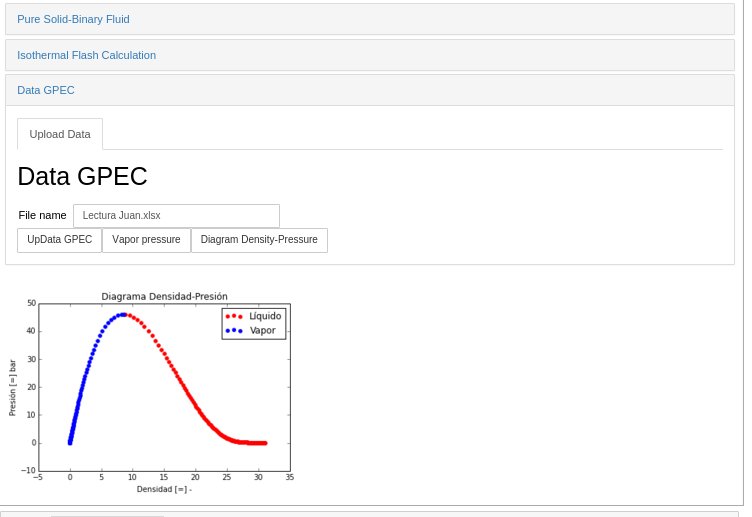 Pure Solid-Binary Fluid
Isothermal Flash Calculation
Data GPEC
Upload Data
Data GPEC
File name Lectura Juan.xlsx
UpData GPEC Vapor pressure Diagram Density-Pressure
Diagrama Densidad-Presión
Líquido
Vapor
Presión [=] bar
50
40
30
20
10
0
−10
−5 0 5 10 15 20 25 30 35
Densidad [=] -